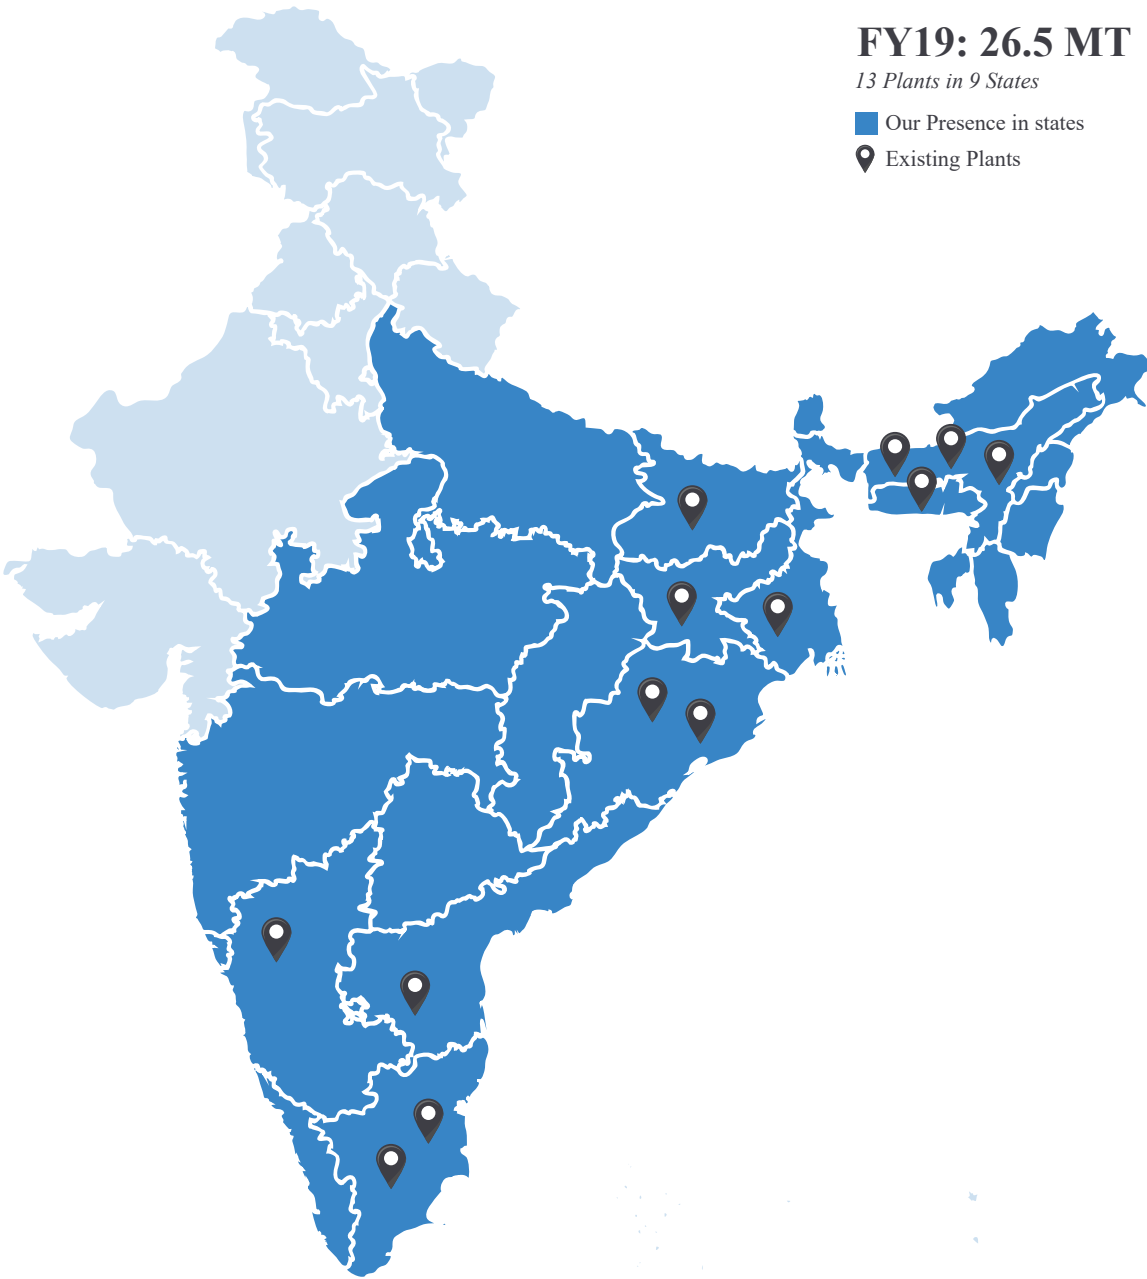 FY19: 26.5 MT
13 Plants in 9 States
Our Presence in states
Existing Plants